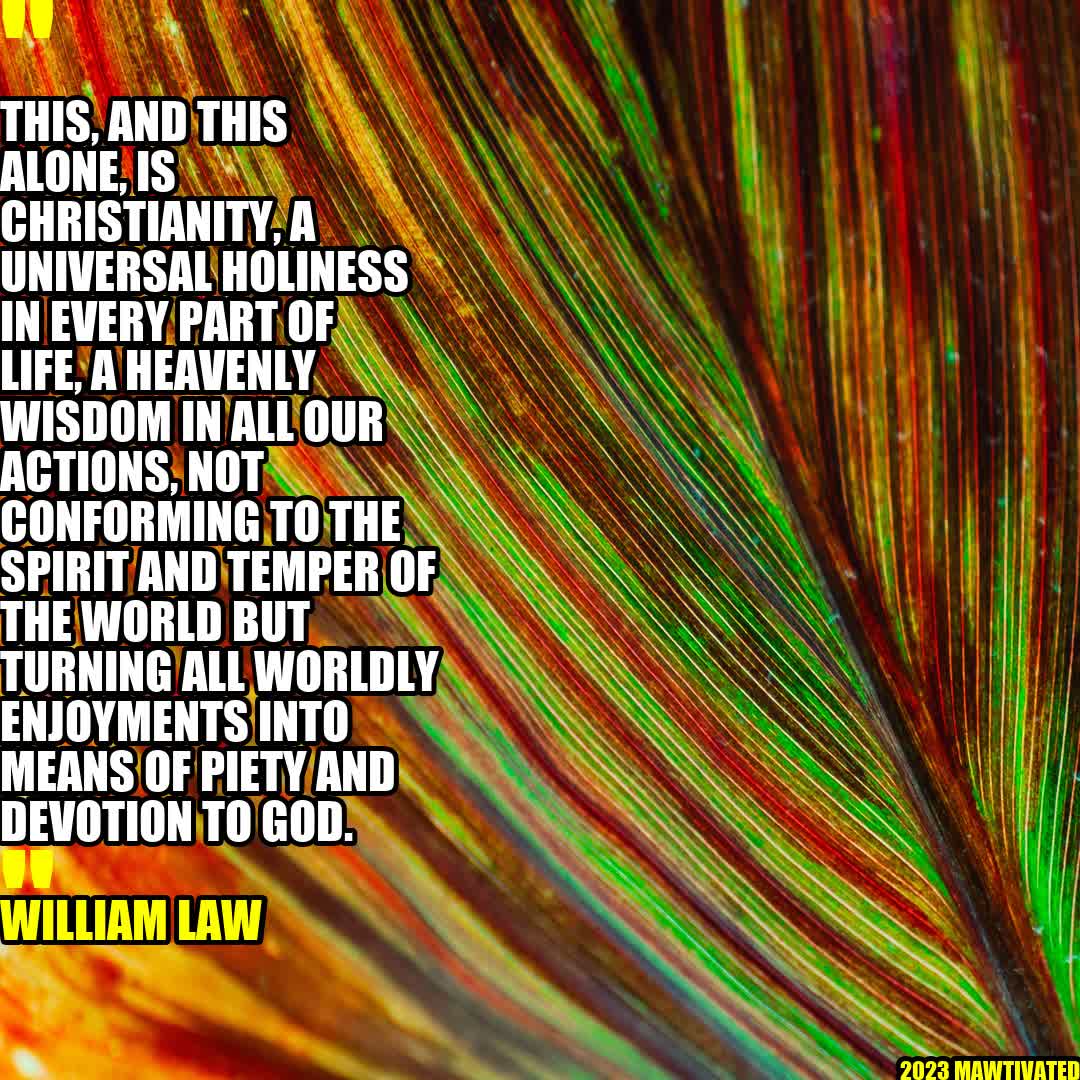 "
THIS, AND THIS
ALONE, IS
CHRISTIANITY, A
UNIVERSAL HOLINESS
IN EVERY PART OF
LIFE, A HEAVENLY
WISDOM IN ALL OUR
ACTIONS, NOT
CONFORMING TO THE
SPIRIT AND TEMPER OF
THE WORLD BUT
TURNING ALL WORLDLY
ENJOYMENTS INTO
MEANS OF PIETY AND
DEVOTION TO GOD.
"
WILLIAM LAW
2023 MAWTIVATED